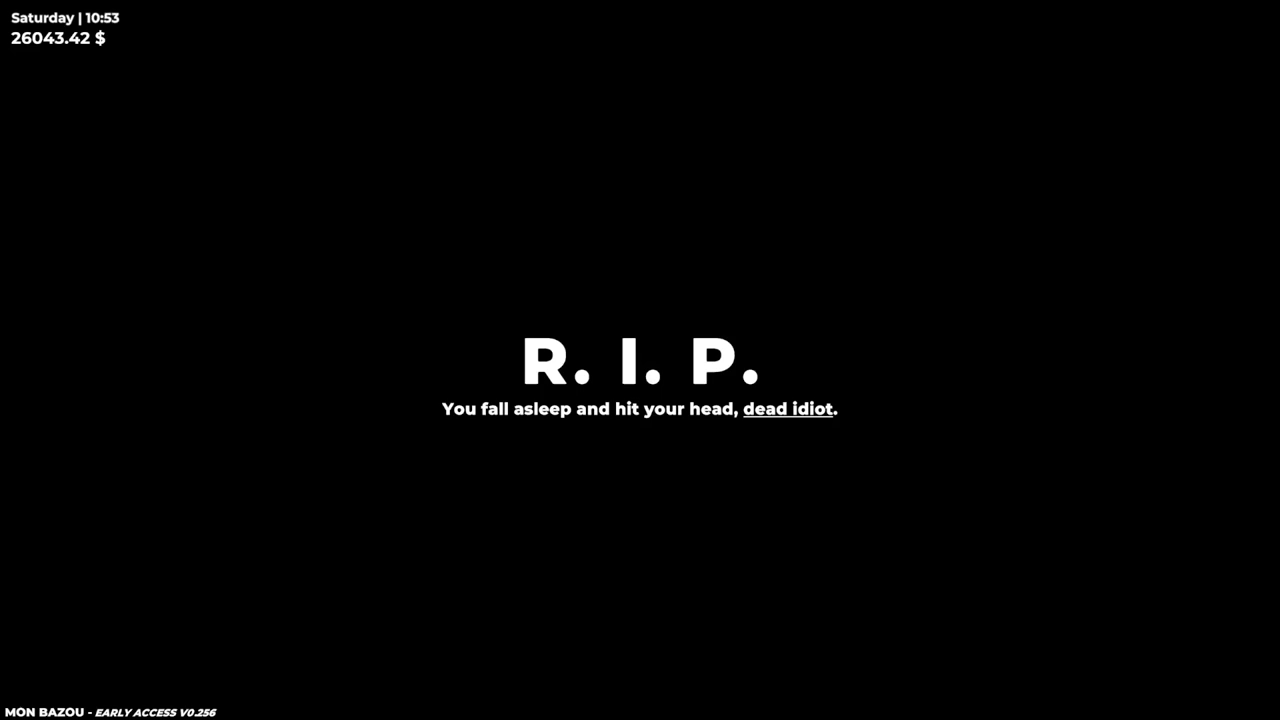 Saturday | 10:53
26043.42 $
R. I. P.
You fall asleep and hit your head, dead idiot.
MON BAZOU - EARLY ACCESS V0.256